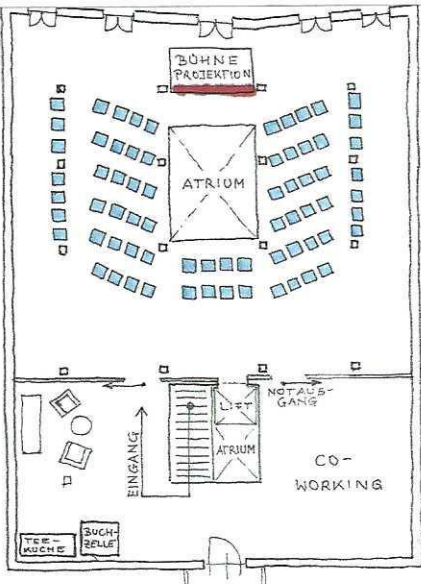 BÜHNE
PROJEKTION
ATRIUM
NOTAUS-
GANG
LIFT
EINGANG
ATRIUM
CO-
WORKING
TEE-
KÜCHE
BUCH-
ZELLE